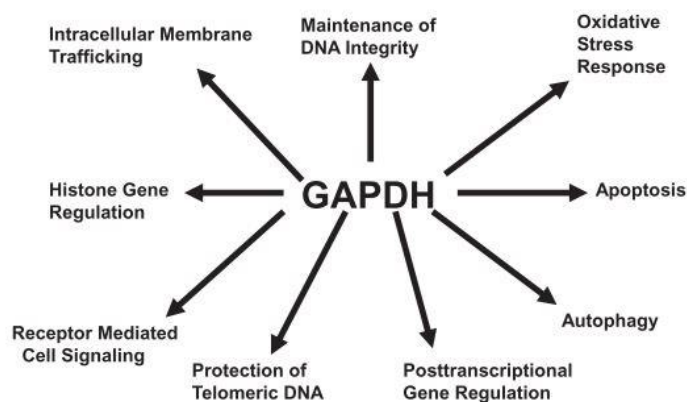 Intracellular Membrane
Trafficking
Maintenance of
DNA Integrity
Oxidative
Stress
Response
Histone Gene
Regulation
GAPDH
Apoptosis
Receptor Mediated
Cell Signaling
Protection of
Telomeric DNA
Posttranscriptional
Gene Regulation
Autophagy